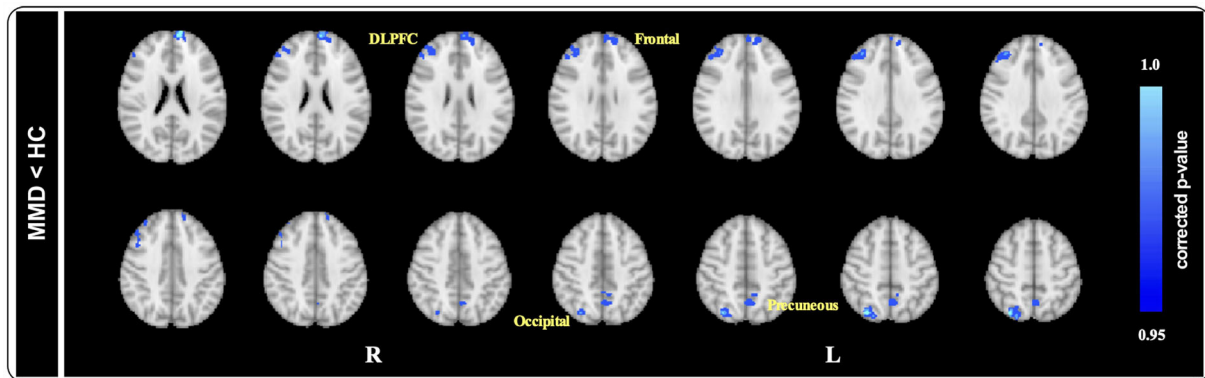 MMD < HC
DLPFC
Frontal
Occipital
Precuneous
R
L
1.0
corrected p-value
0.95